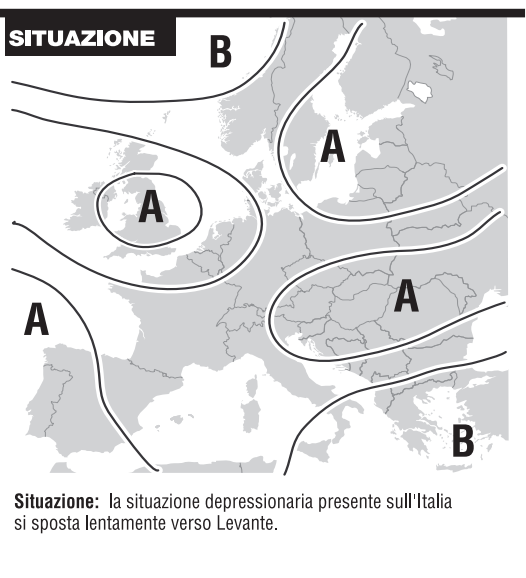 SITUAZIONE
B
A
A
A
A
B
Situazione: la situazione depressionaria presente sull'Italia
si sposta lentamente verso Levante.